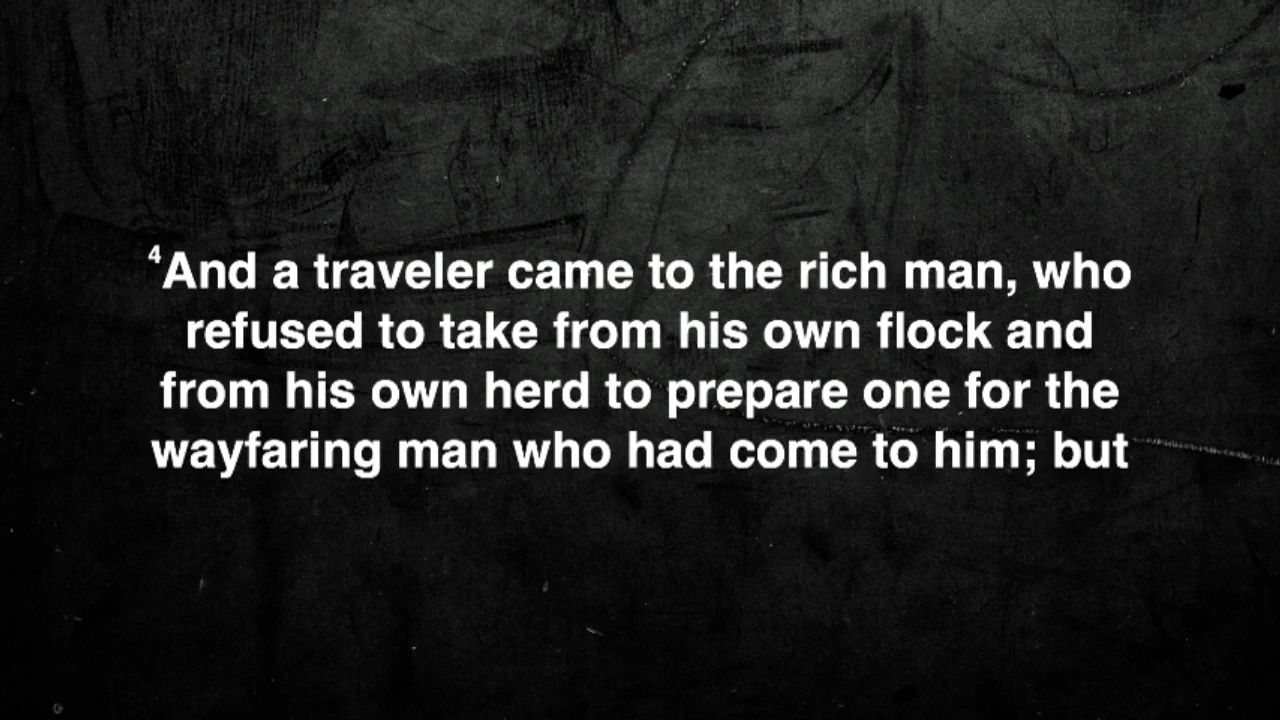 4And a traveler came to the rich man, who
refused to take from his own flock and
from his own herd to prepare one for the
wayfaring man who had come to him; but